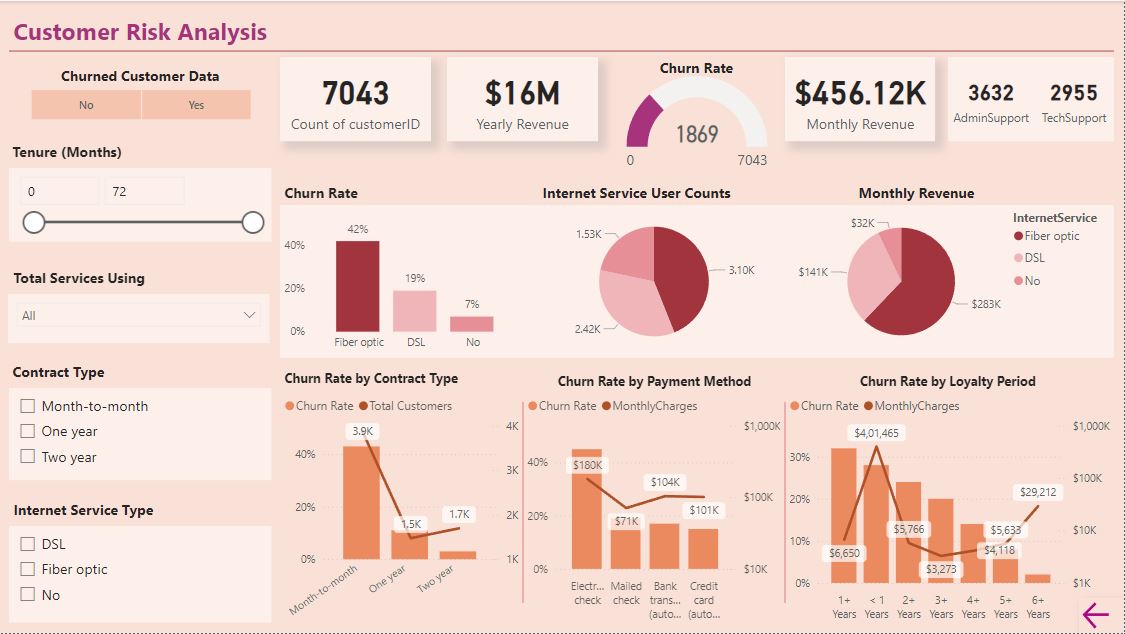 Customer Risk Analysis
Churned Customer Data
No
Yes
7043
Count of customerID
$16M
Yearly Revenue
Churn Rate
1869
0
7043
$456.12K
Monthly Revenue
3632
AdminSupport
2955
TechSupport
Tenure (Months)
0
72
Total Services Using
All
Contract Type
Month-to-month
One year
Two year
Internet Service Type
DSL
Fiber optic
No
Churn Rate
42%
19%
7%
40%
20%
0%
Fiber optic
DSL
No
Internet Service User Counts
1.53K
3.10K
2.42K
Monthly Revenue
$32K
$141K
$283K
InternetService
Fiber optic
DSL
No
Churn Rate by Contract Type
Churn Rate
Total Customers
3.9K
1.5K
1.7K
40%
20%
0%
4K
3K
2K
1K
Month-to-month
One year
Two year
Churn Rate by Payment Method
Churn Rate
MonthlyCharges
$180K
$71K
$104K
$101K
40%
20%
0%
$1,000K
$100K
$10K
Electr...
check
Mailed
check
Bank
trans...
(auto...
Credit
card
(auto...
Churn Rate by Loyalty Period
Churn Rate
MonthlyCharges
$4,01,465
$6,650
$5,766
$3,273
$4,118
$5,633
$29,212
30%
20%
10%
0%
$1,000K
$100K
$10K
$1K
1+
Years
< 1
Years
2+
Years
3+
Years
4+
Years
5+
Years
6+
Years